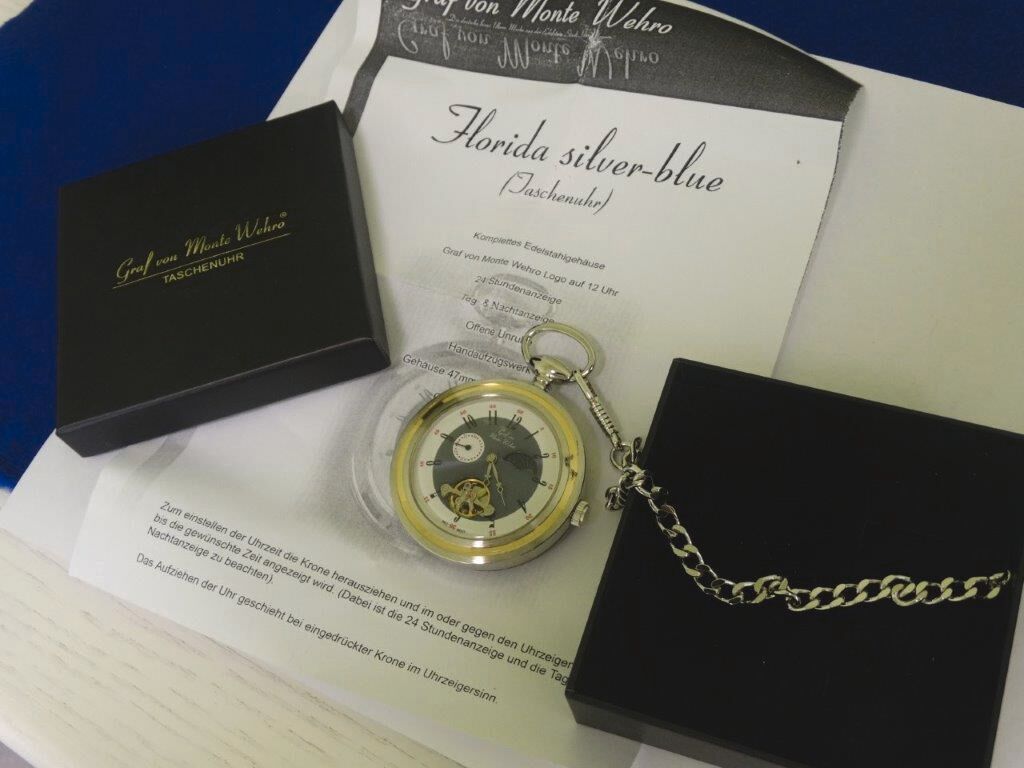 Graf von Monte Wehro
Florida silver-blue
(Taschenuhr)
Komplettes Edelstahlgehäuse
Graf von Monte Wehro Logo auf 12 Uhr
24 Stundenanzeige
Tag & Nachtanzeige
Offene Unruh
Handaufzugswerk
Gehäuse 47mm
Graf von Monte Wehro®
TASCHENUHR
Zum einstellen der Uhrzeit die Krone herausziehen und im oder gegen den Uhrzeiger
bis die gewünschte Zeit angezeigt wird. (Dabei ist die 24 Stundenanzeige und die Tag
Nachtanzeige zu beachten).
Das Aufziehen der Uhr geschieht bei eingedrückter Krone im Uhrzeigersinn.